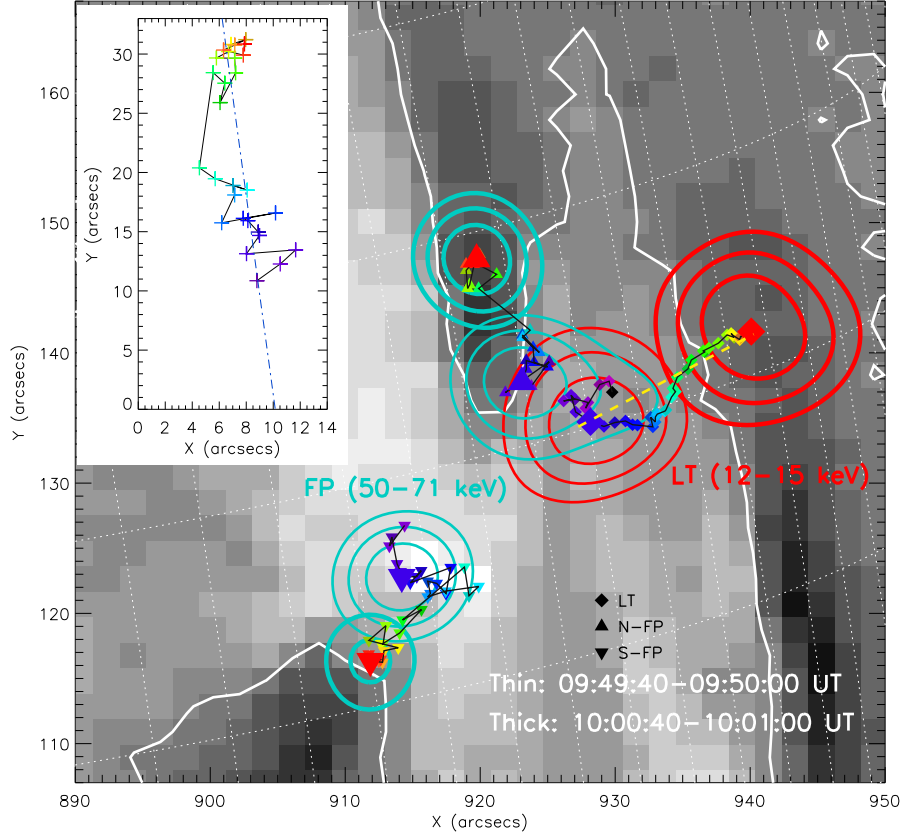 30
25
20
15
10
5
0
Y (arcsecs)
0 2 4 6 8 10 12 14
X (arcsecs)
160
150
140
130
120
110
Y (arcsecs)
FP (50-71 keV)
LT (12-15 keV)
LT
N-FP
S-FP
Thin: 09:49:40-09:50:00 UT
Thick: 10:00:40-10:01:00 UT
890 900 910 920 930 940 950
X (arcsecs)